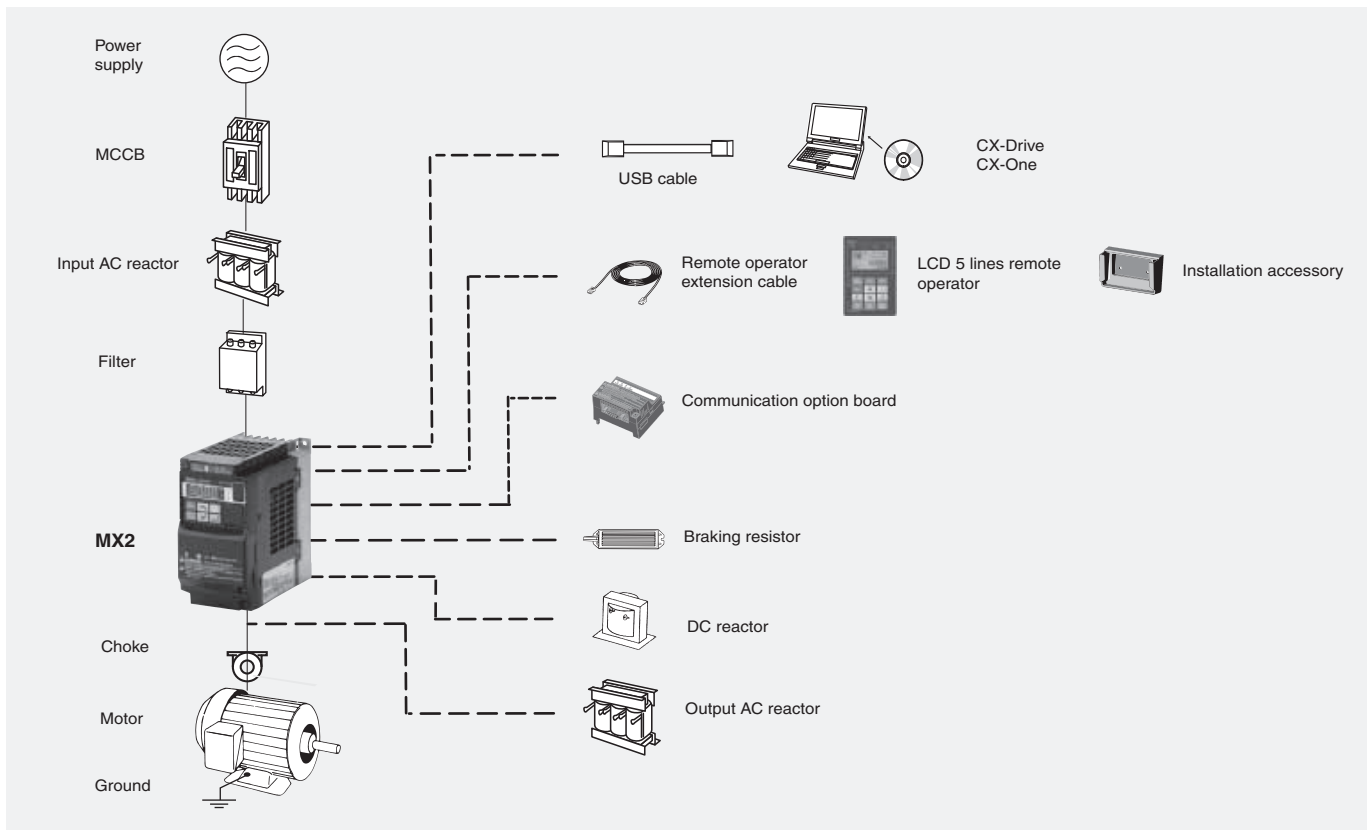 Power
supply
MCCB
Input AC reactor
Filter
MX2
Choke
Motor
Ground
USB cable
CX-Drive
CX-One
Remote operator
extension cable
LCD 5 lines remote
operator
Installation accessory
Communication option board
Braking resistor
DC reactor
Output AC reactor